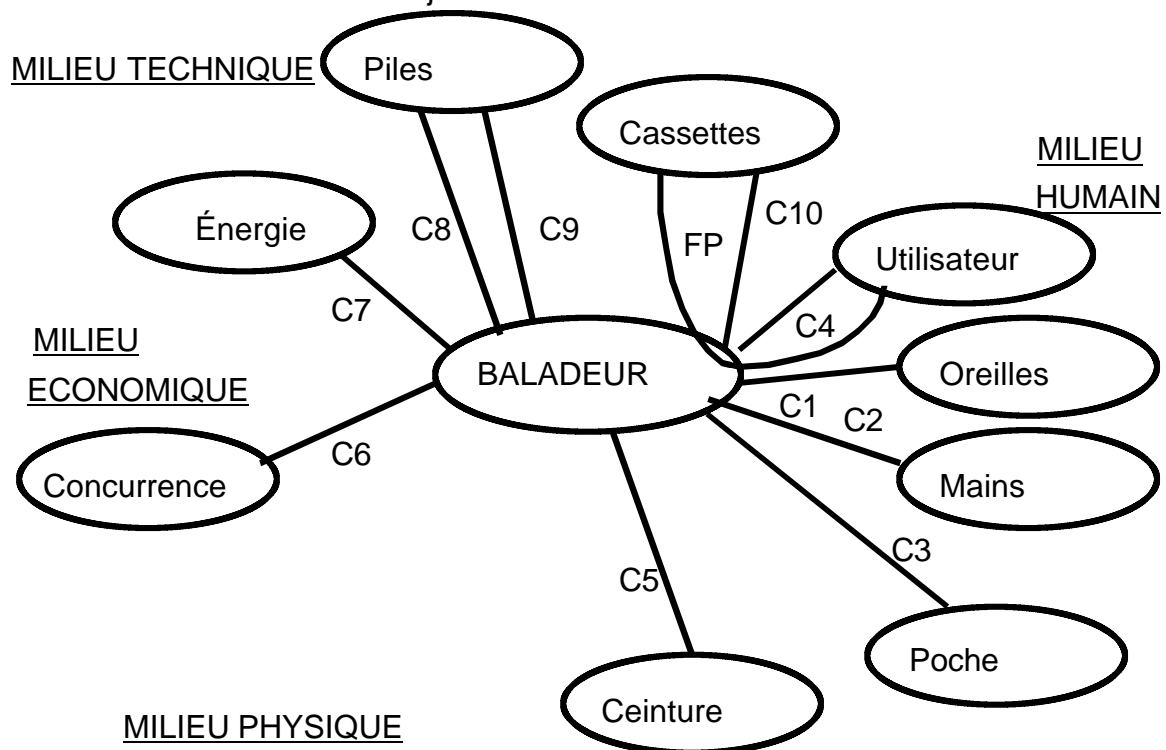 MILIEU TECHNIQUE
Piles
Cassettes
MILIEU
HUMAIN
Énergie
C8
C9
FP
C10
Utilisateur
C7
C4
MILIEU
ECONOMIQUE
BALADEUR
Oreilles
C1
C2
C6
Concurrence
Mains
C3
C5
Poche
Ceinture
MILIEU PHYSIQUE